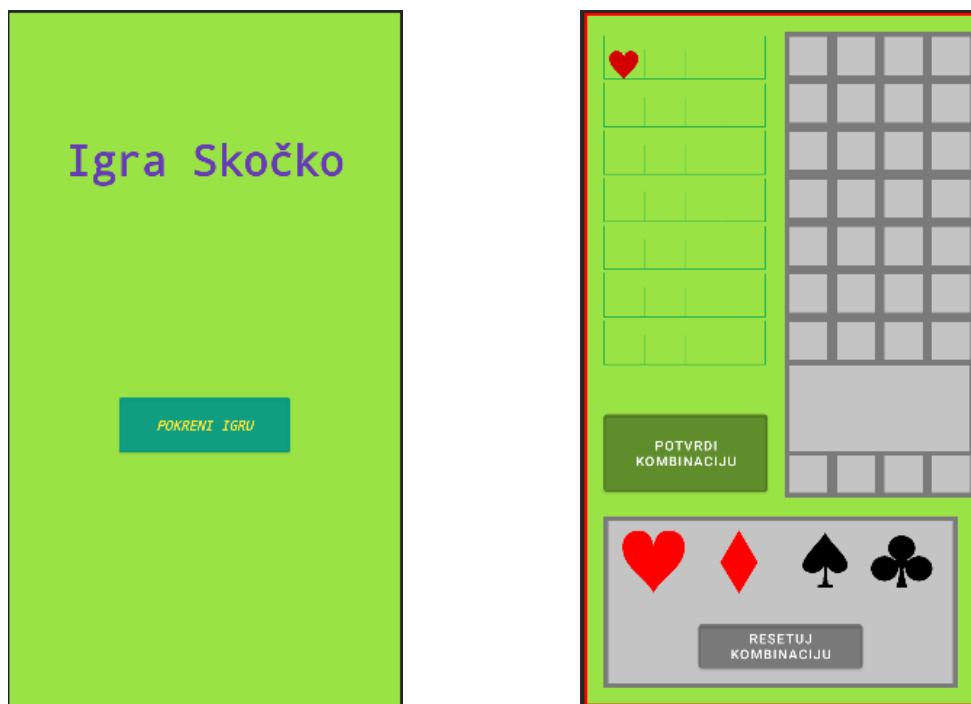 Igra Skočko
POKRENI IGRU
POTVRDI
KOMBINACIJU
RESETUJ
KOMBINACIJU